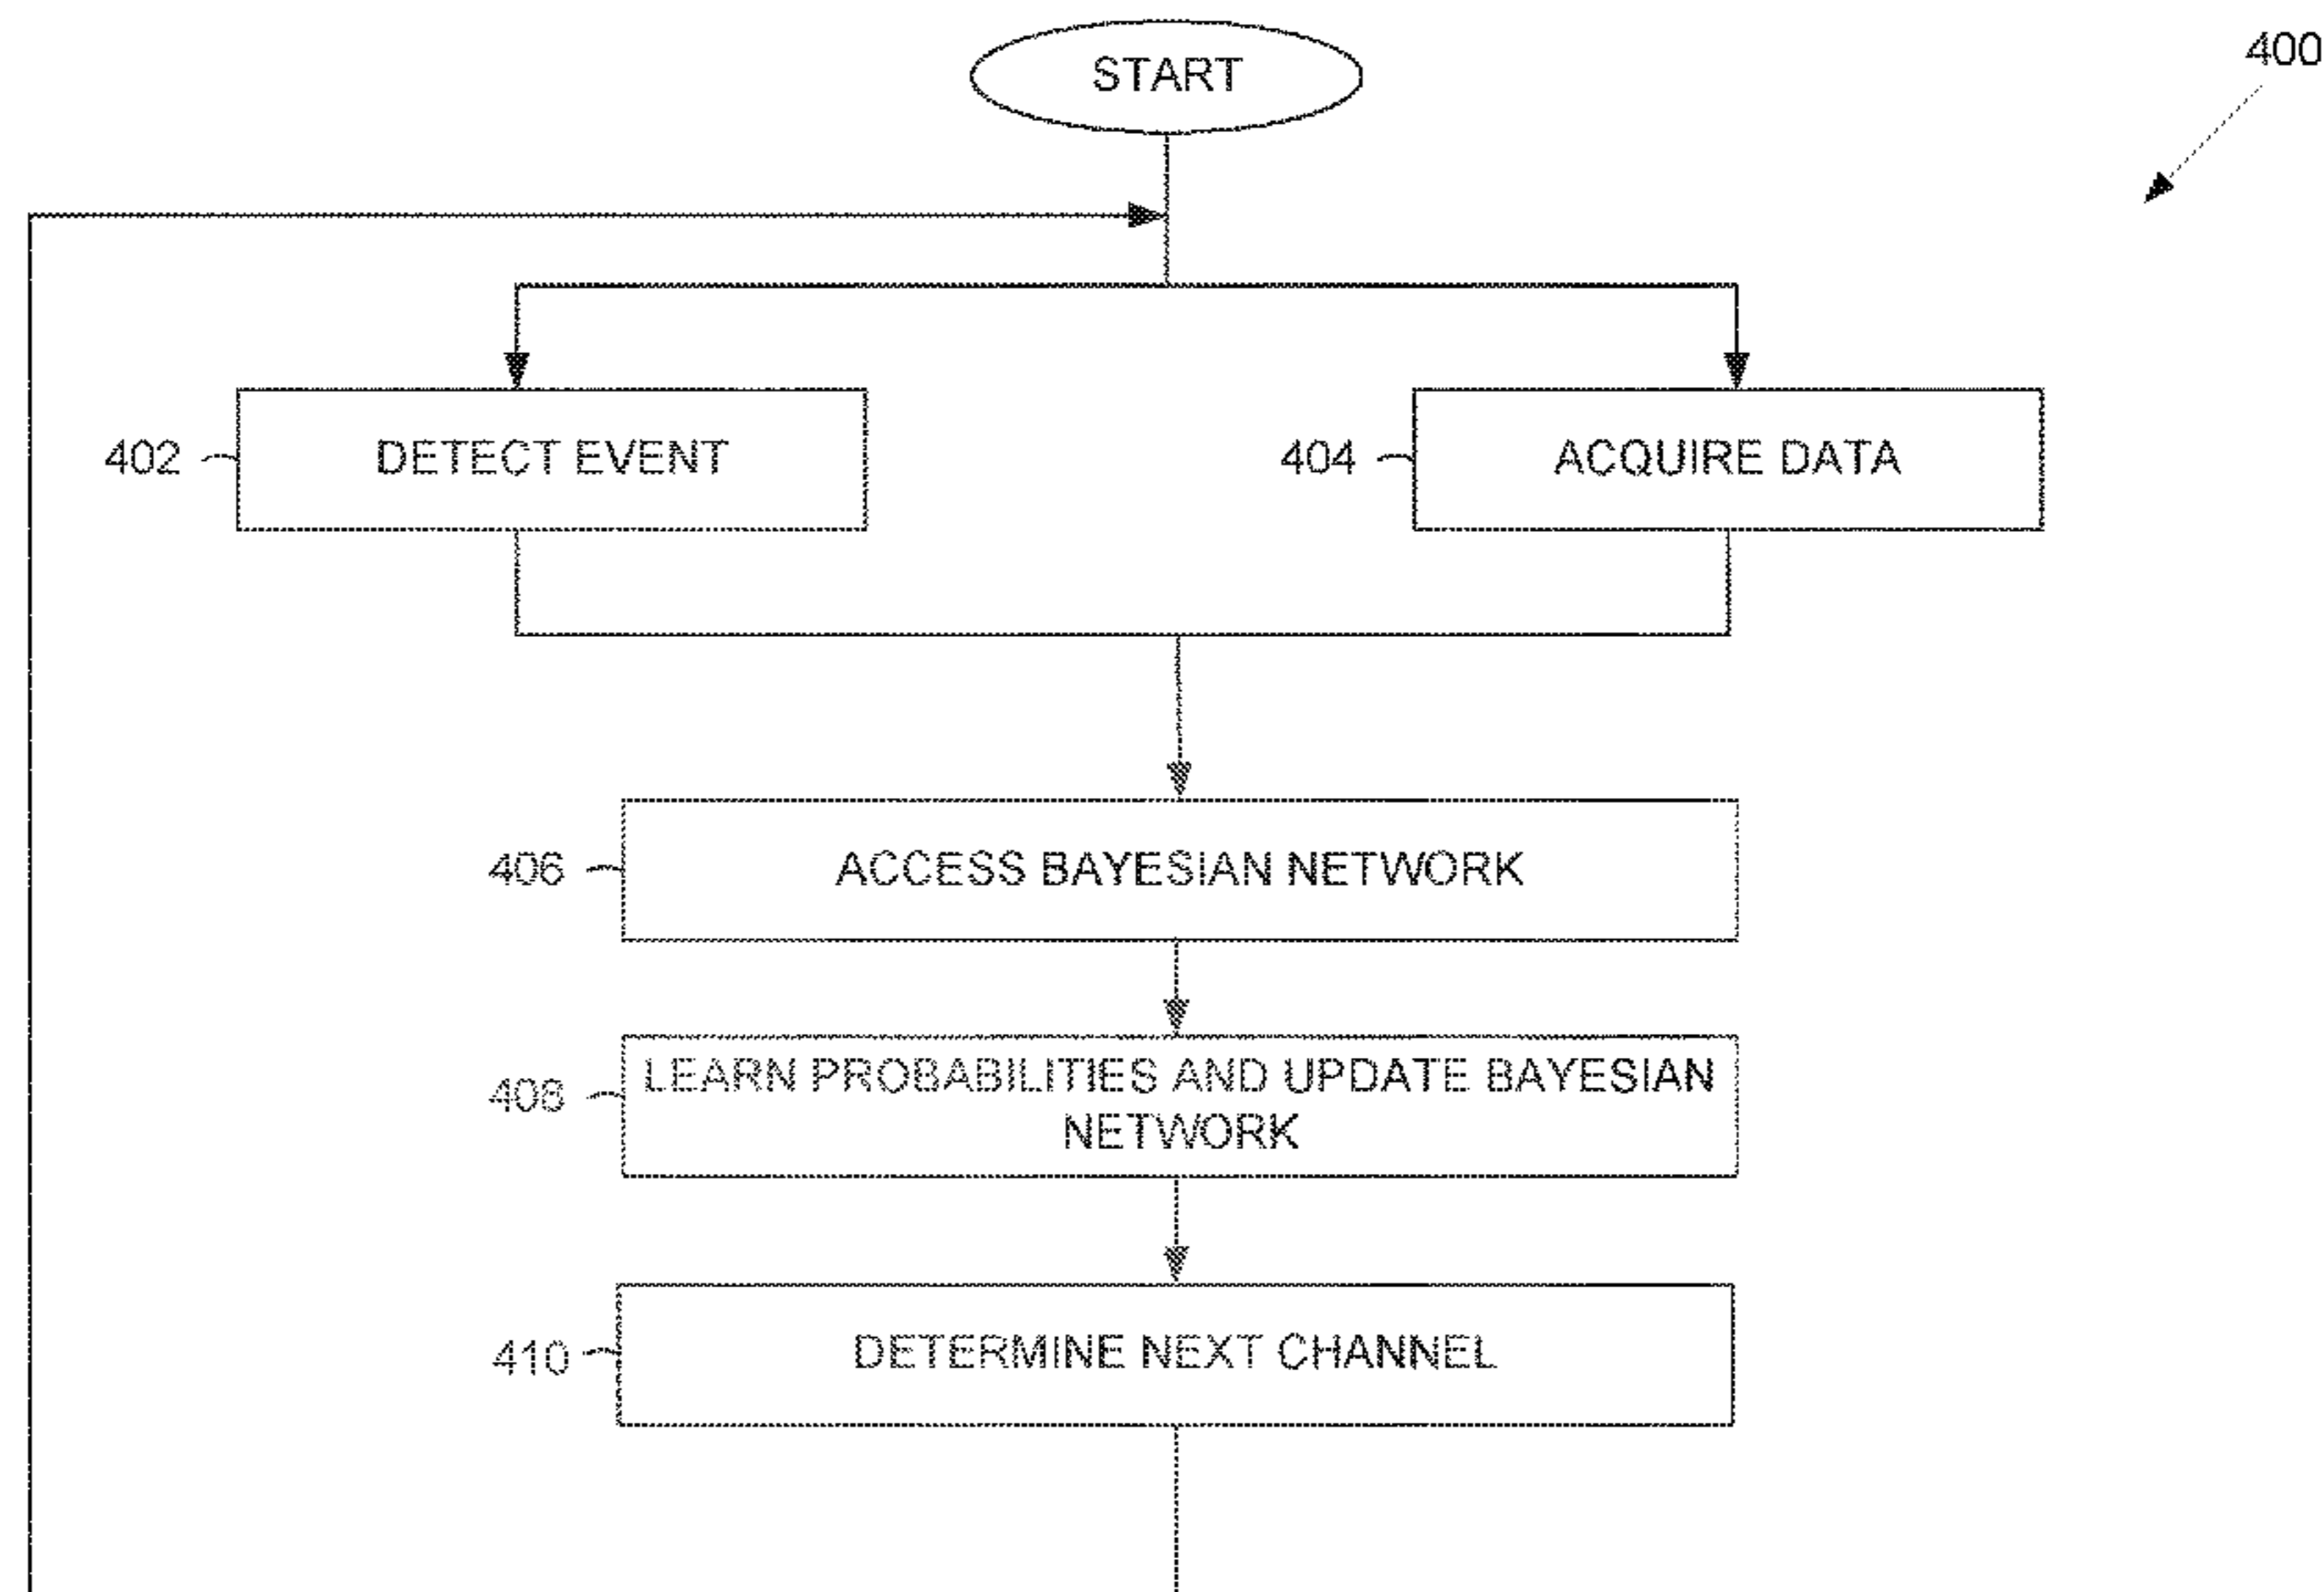 START
400
402
DETECT EVENT
404
ACQUIRE DATA
406
ACCESS BAYESIAN NETWORK
408
LEARN PROBABILITIES AND UPDATE BAYESIAN
NETWORK
410
DETERMINE NEXT CHANNEL